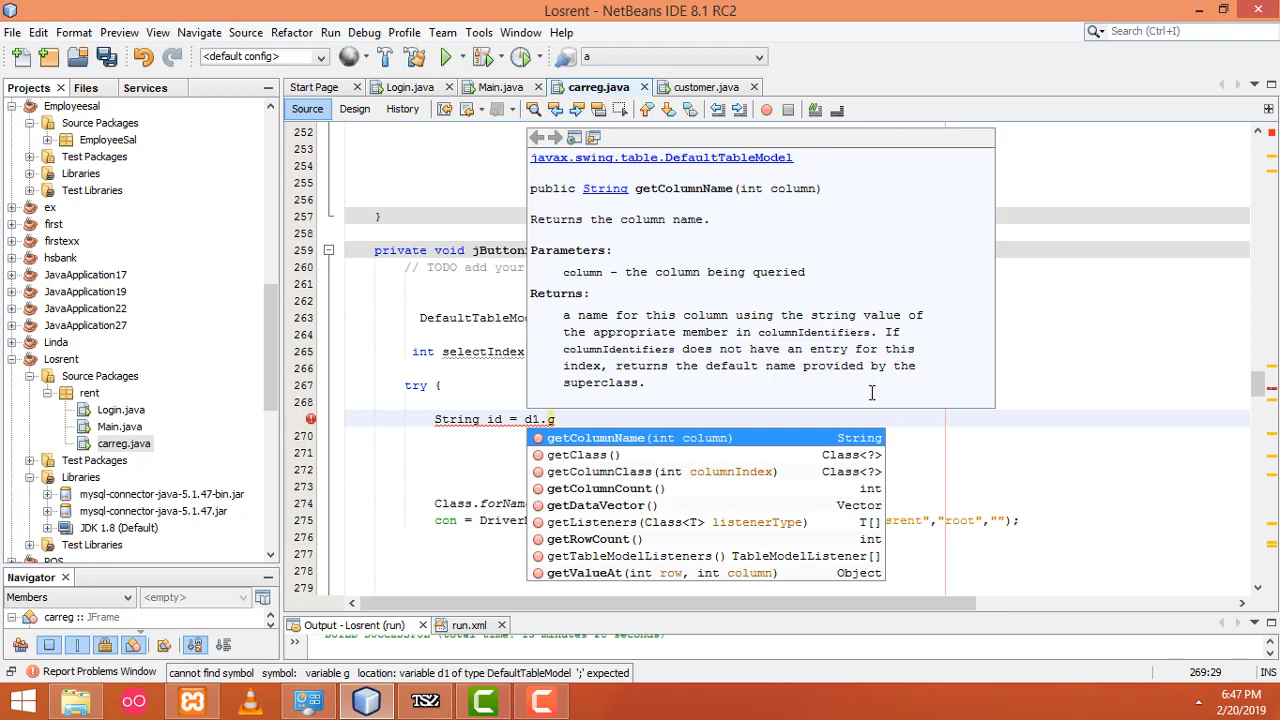 Losrent - NetBeans IDE 8.1 RC2
File Edit Format Preview View Navigate Source Refactor Run Debug Profile Team Tools Window Help
Search (Ctrl+I)
<default config>
a
Projects
Files
Services
Start Page
Login.java
Main.java
carreg.java
customer.java
Source
Design
History
Employeesal
Source Packages
EmployeeSal
Test Packages
Libraries
Test Libraries
ex
first
firstexx
hsbank
JavaApplication17
JavaApplication19
JavaApplication22
JavaApplication27
Linda
Losrent
Source Packages
rent
Login.java
Main.java
carreg.java
Test Packages
Libraries
mysql-connector-java-5.1.47-bin.jar
mysql-connector-java-5.1.47.jar
JDK 1.8 (Default)
Test Libraries
POS
Navigator
Members
<empty>
carreg :: JFrame
252
253
254
255
256
257 }
258
259 private void jButton
260 // TODO add your
261
262
263 DefaultTableMo
264
265 int selectIndex
266
267 try {
268
String id = d1.g
270
271
272
273
274 Class.forNam
275 con = DriverM srent","root","");
276
277
278
279
javax.swing.table.DefaultTableModel
public String getColumnName(int column)
Returns the column name.
Parameters:
column - the column being queried
Returns:
a name for this column using the string value of
the appropriate member in columnIdentifiers. If
columnIdentifiers does not have an entry for this
index, returns the default name provided by the
superclass.
getColumnName(int column) String
getClass() Class<?>
getColumnClass(int columnIndex) Class<?>
getColumnCount() int
getDataVector() Vector
getListeners(Class<T> listenerType) T[]
getRowCount() int
getTableModelListeners() TableModelListener[]
getValueAt(int row, int column) Object
Output - Losrent (run)
run.xml
Report Problems Window
cannot find symbol symbol: variable g location: variable d1 of type DefaultTableModel ';' expected
269:29
INS
TSZ
6:47 PM
2/20/2019